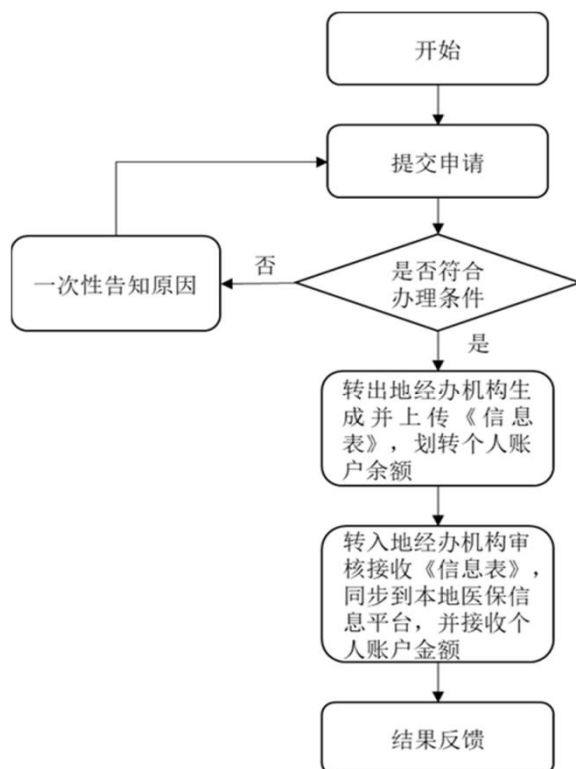 开始
提交申请
一次性告知原因
否
是否符合
办理条件
是
转出地经办机构生
成并上传《信息
表》，划转个人账
户余额
转入地经办机构审
核接收《信息表》，
同步到本地医保信
息平台，并接收个
人账户金额
结果反馈